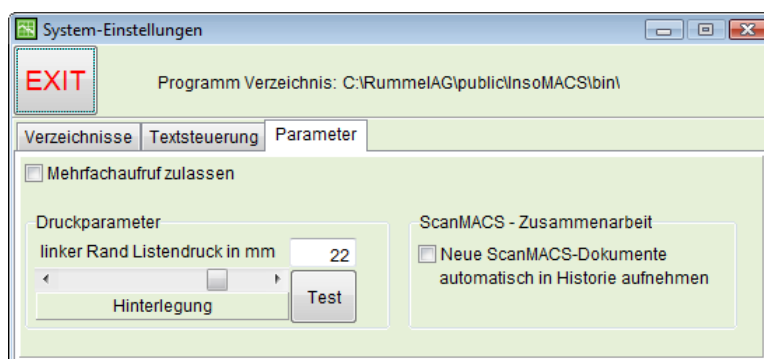 System-Einstellungen
EXIT
Programm Verzeichnis: C:\RummelAG\public\InsoMACS\bin\
Verzeichnisse Textsteuerung Parameter
Mehrfachaufruf zulassen
Druckparameter
linker Rand Listendruck in mm 22
Hinterlegung
Test
ScanMACS - Zusammenarbeit
Neue ScanMACS-Dokumente
automatisch in Historie aufnehmen